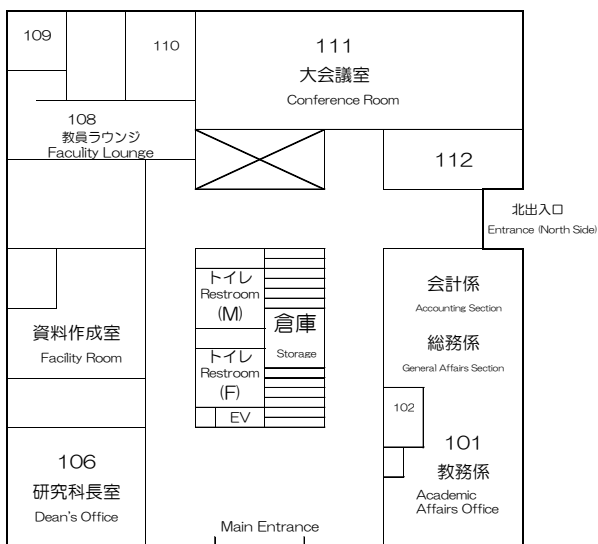 109
110
111
大会議室
Conference Room
108
教員ラウンジ
Faculity Lounge
112
北出入口
Entrance (North Side)
トイレ
Restroom
(M)
倉庫
Storage
会計係
Accounting Section
総務係
General Affairs Section
資料作成室
Facility Room
トイレ
Restroom
(F)
EV
102
101
教務係
Academic
Affairs Office
106
研究科長室
Dean's Office
Main Entrance